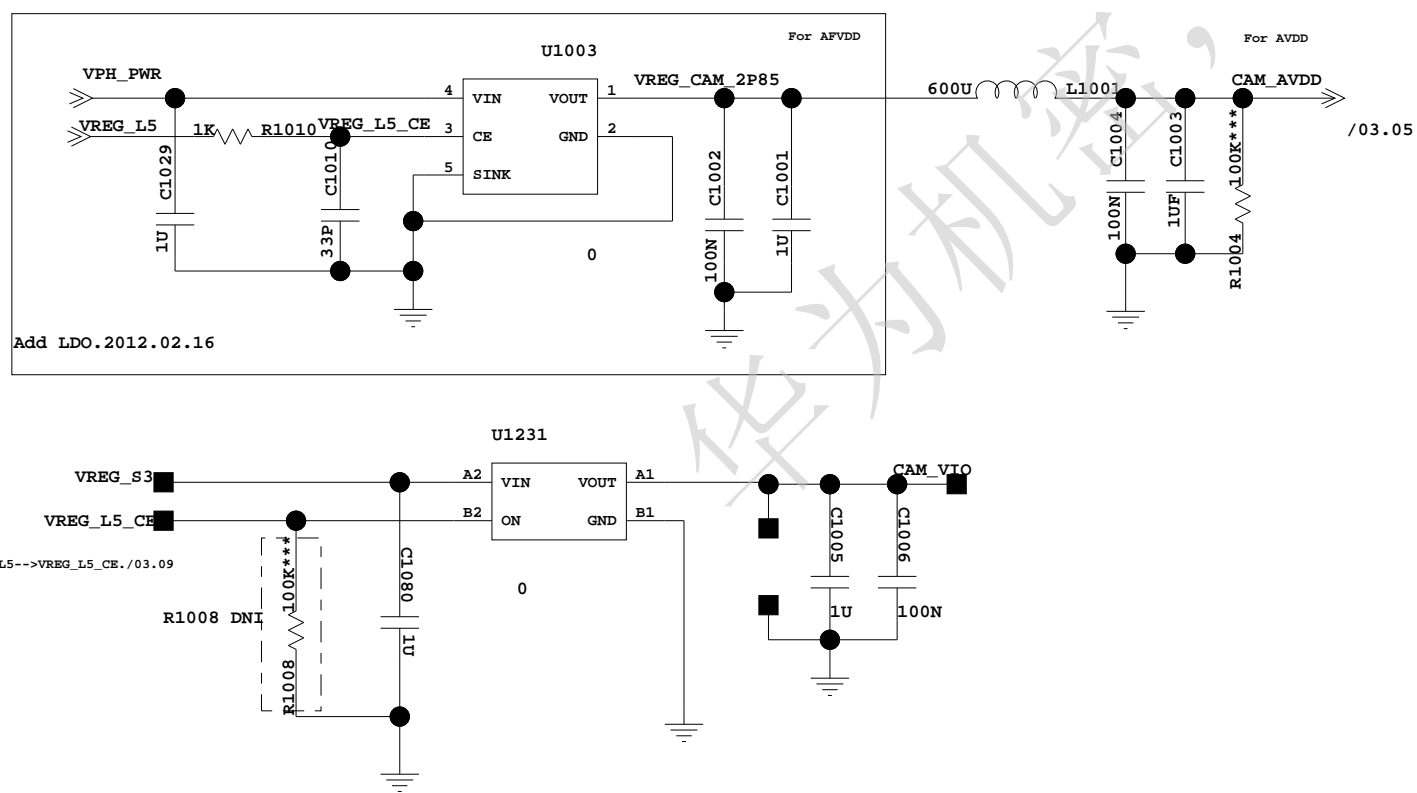 For AFVDD
For AVDD
U1003
VPH_PWR
VREG_CAM_2P85
CAM_AVDD
4 VIN VOUT 1
600U L1001
VREG_L5 1K R1010 VREG_L5_CE 3 CE GND 2
/03.05
5 SINK
C1029
1U
C1010
33P
C1002
100N
C1001
1U
C1004
100N
C1003
1UF
100K***
R1004
0
Add LDO.2012.02.16
华为机密，
U1231
VREG_S3 A2 VIN VOUT A1 CAM_VIO
VREG_L5_CE B2 ON GND B1
L5-->VREG_L5_CE./03.09
100K***
R1008 DNI
R1008
C1080
1U
0
C1005
1U
C1006
100N